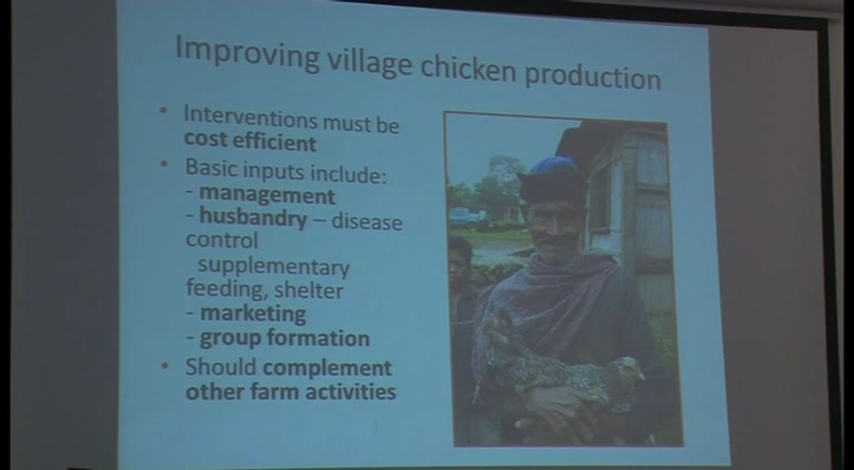 Improving village chicken production
• Interventions must be
cost efficient
• Basic inputs include:
- management
- husbandry – disease
control
supplementary
feeding, shelter
- marketing
- group formation
• Should complement
other farm activities